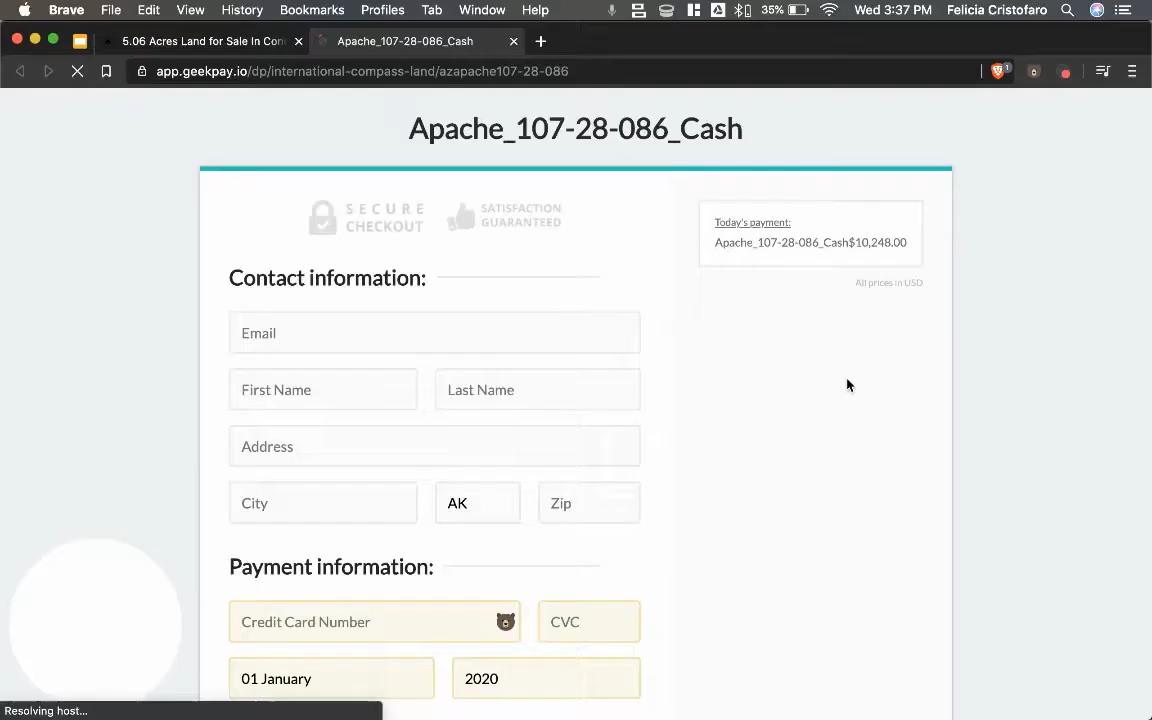 Brave File Edit View History Bookmarks Profiles Tab Window Help 35% Wed 3:37 PM Felicia Cristofaro
5.06 Acres Land for Sale In Con
Apache_107-28-086_Cash
app.geekpay.io/dp/international-compass-land/azapache107-28-086
1
Apache_107-28-086_Cash
SECURE
CHECKOUT
SATISFACTION
GUARANTEED
Today's payment:
Apache_107-28-086_Cash$10,248.00
All prices in USD
Contact information:
Email
First Name Last Name
Address
City AK Zip
Payment information:
Credit Card Number CVC
01 January 2020
Resolving host...